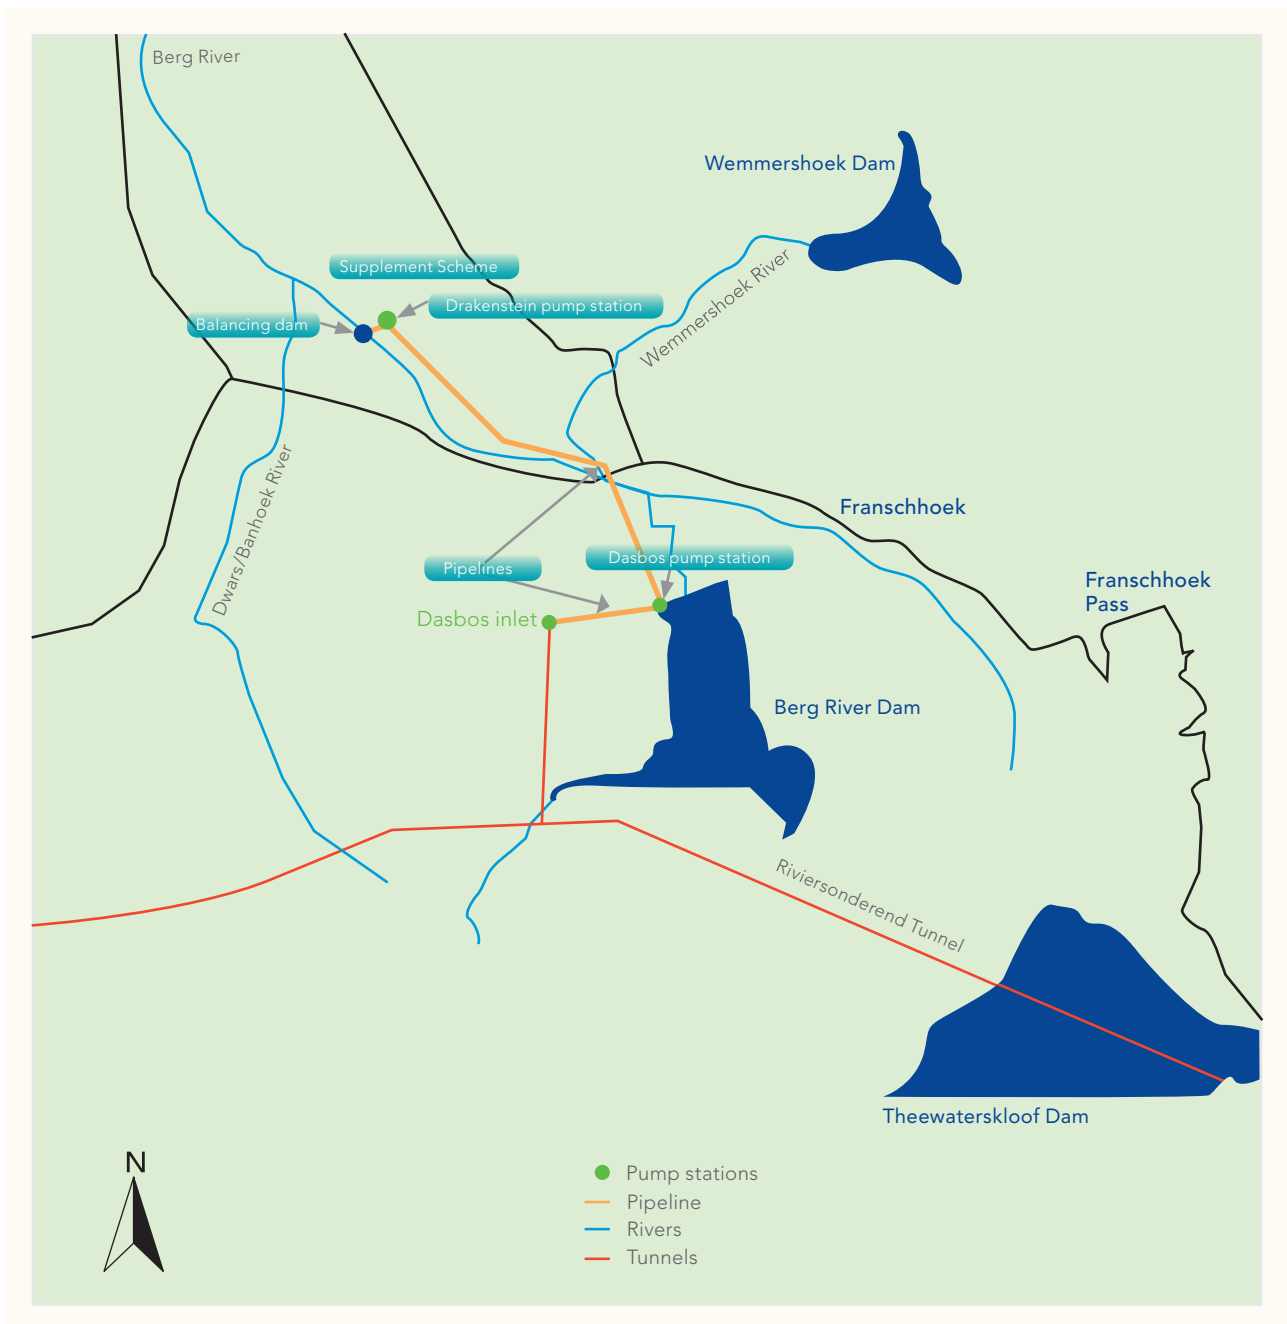 Berg River
Wemmershoek Dam
Supplement Scheme
Wemmershoek River
Drakenstein pump station
Balancing dam
Dwars/Banhoek River
Franschhoek
Pipelines
Dasbos pump station
Franschhoek
Pass
Dasbos inlet
Berg River Dam
Riviersonderend Tunnel
Theewaterskloof Dam
N
Pump stations
Pipeline
Rivers
Tunnels